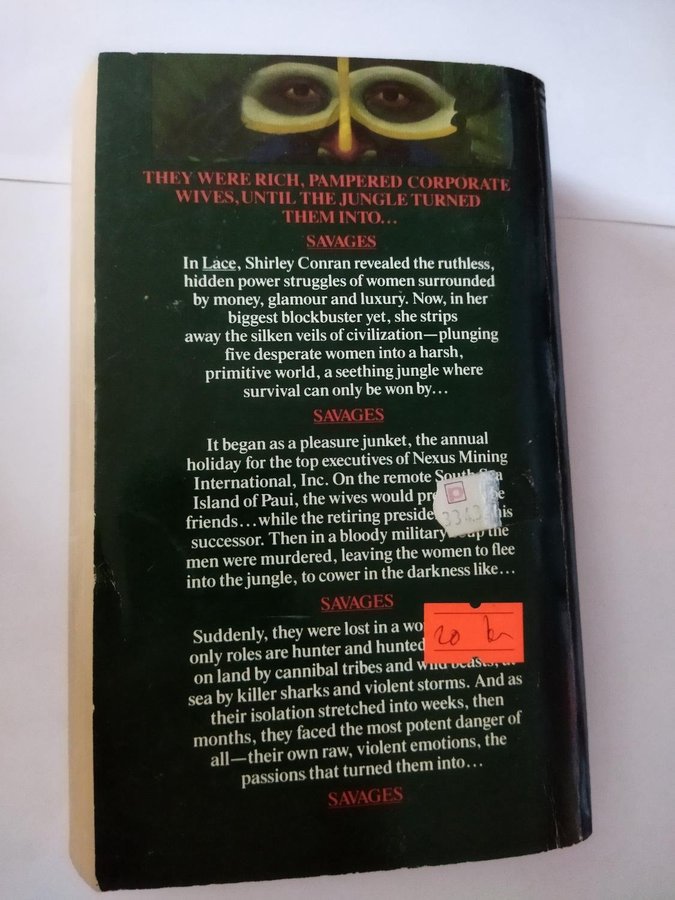 THEY WERE RICH, PAMPERED CORPORATE
WIVES, UNTIL THE JUNGLE TURNED
THEM INTO...
SAVAGES
In Lace, Shirley Conran revealed the ruthless,
hidden power struggles of women surrounded
by money, glamour and luxury. Now, in her
biggest blockbuster yet, she strips
away the silken veils of civilization—plunging
five desperate women into a harsh,
primitive world, a seething jungle where
survival can only be won by...
SAVAGES
It began as a pleasure junket, the annual
holiday for the top executives of Nexus Mining
International, Inc. On the remote South Sea
Island of Paui, the wives would be
friends...while the retiring his
successor. Then in a bloody military the
men were murdered, leaving the women to flee
into the jungle, to cower in the darkness like...
SAVAGES
Suddenly, they were lost in a
only roles are hunter and hunted
on land by cannibal tribes and wild beasts, at
sea by killer sharks and violent storms. And as
their isolation stretched into weeks, then
months, they faced the most potent danger of
all—their own raw, violent emotions, the
passions that turned them into...
SAVAGES
20 kr